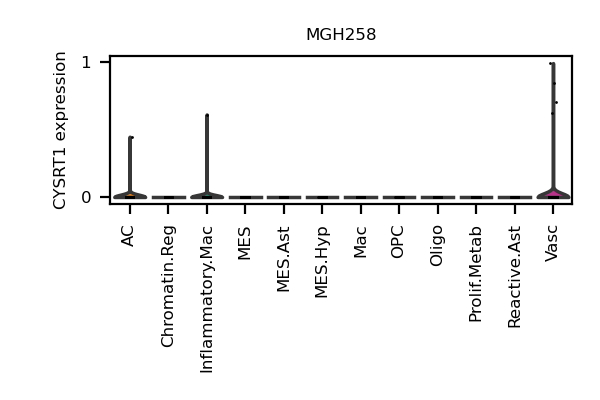 MGH258
CYSRT1 expression
1
0
AC
Chromatin.Reg
Inflammatory.Mac
MES
MES.Ast
MES.Hyp
Mac
OPC
Oligo
Prolif.Metab
Reactive.Ast
Vasc